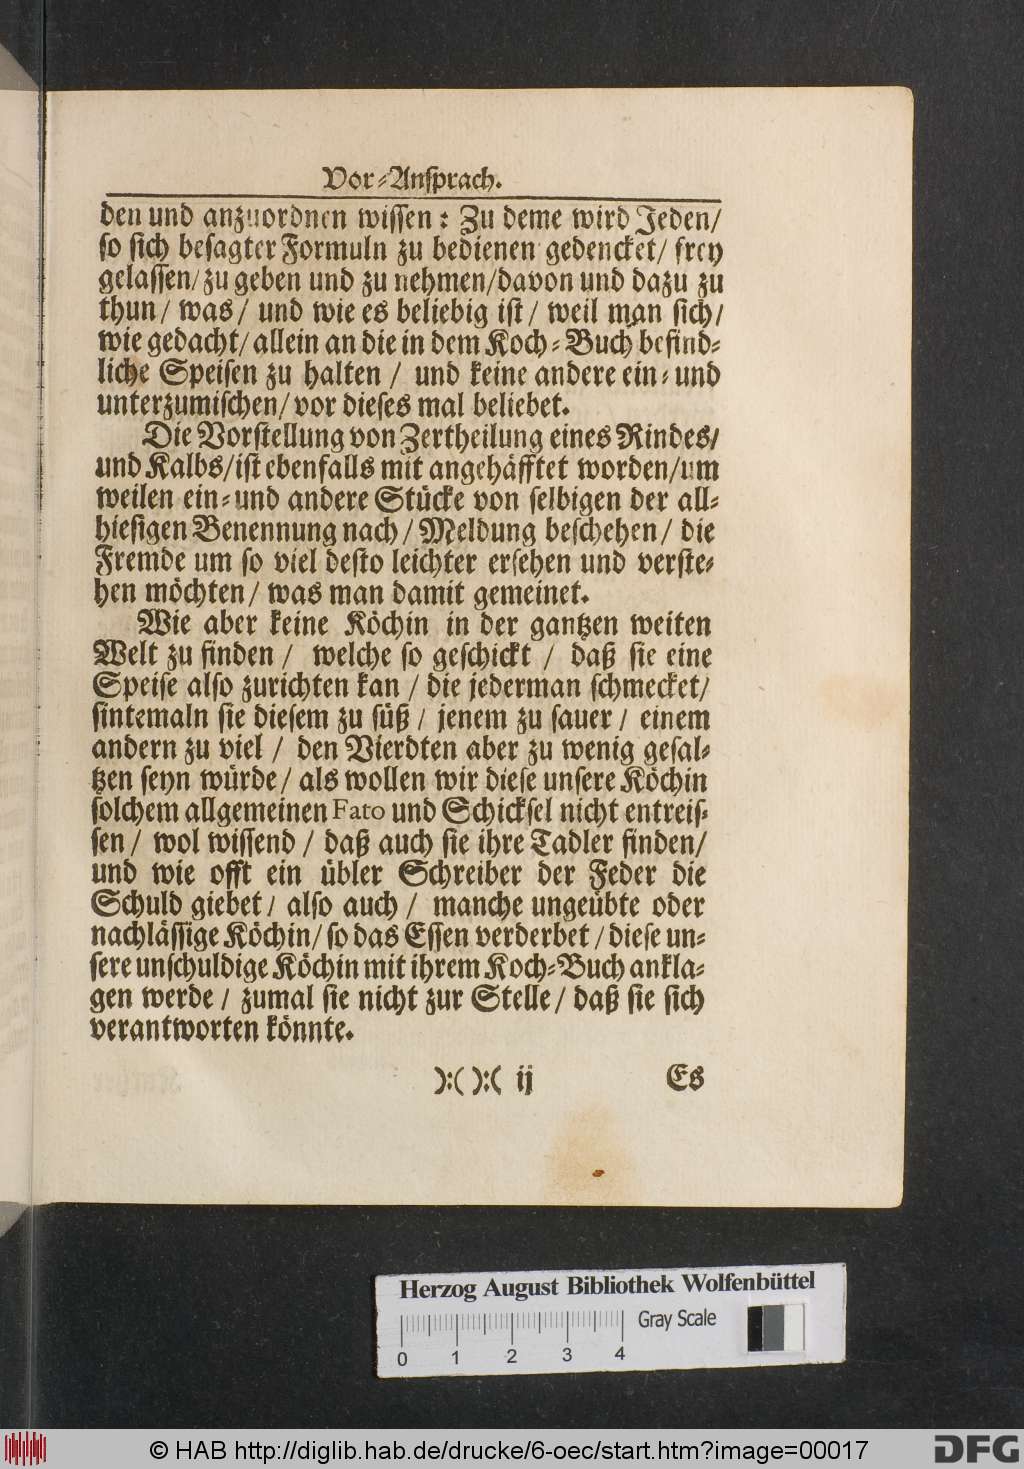 Vor-Ansprach.
den und anzuordnen wissen: Zu deme wird Jeden/
so sich besagter Formuln zu bedienen gedencket/ frey
gelassen/ zu geben und zu nehmen/ davon und dazu zu
thun/ was/ und wie es beliebig ist/ weil man sich/
wie gedacht/ allein an die in dem Koch-Buch befind-
liche Speisen zu halten/ und keine andere ein- und
unterzumischen/ vor dieses mal beliebet.
Die Vorstellung von Zertheilung eines Rindes/
und Kalbs/ ist ebenfalls mit angehäfftet worden/ um
weilen ein- und andere Stücke von selbigen der all-
hiesigen Benennung nach/ Meldung beschehen/ die
Fremde um so viel desto leichter ersehen und verste-
hen möchten/ was man damit gemeinet.
Wie aber keine Köchin in der gantzen weiten
Welt zu finden/ welche so geschickt/ daß sie eine
Speise also zurichten kan/ die jederman schmecket/
sintemaln sie diesem zu süß/ jenem zu sauer/ einem
andern zu viel/ den Vierdten aber zu wenig gesal-
tzen seyn würde/ als wollen wir diese unsere Köchin
solchem allgemeinen Fato und Schicksel nicht entreis-
sen/ wol wissend/ daß auch sie ihre Tadler finden/
und wie offt ein übler Schreiber der Feder die
Schuld giebet/ also auch/ manche ungeübte oder
nachlässige Köchin/ so das Essen verderbet/ diese un-
sere unschuldige Köchin mit ihrem Koch-Buch ankla-
gen werde/ zumal sie nicht zur Stelle/ daß sie sich
verantworten könnte.
):( ):( ij Es
Herzog August Bibliothek Wolfenbüttel
Gray Scale
0 1 2 3 4
© HAB http://diglib.hab.de/drucke/6-oec/start.htm?image=00017
DFG